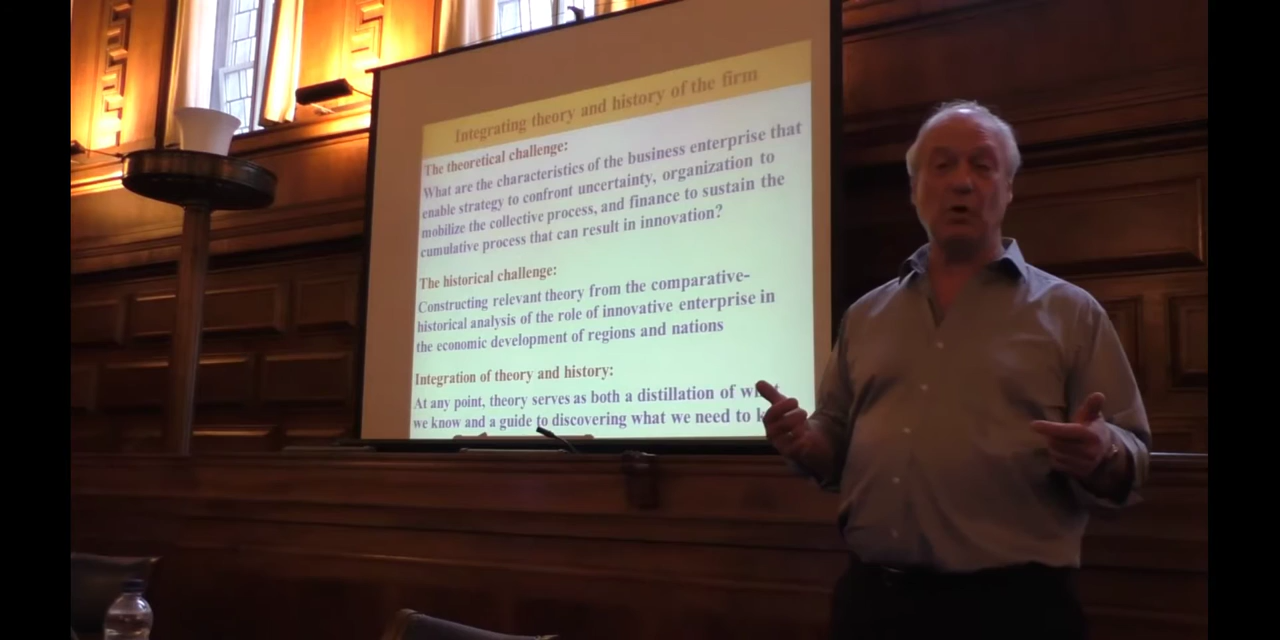 Integrating theory and history of the firm
The theoretical challenge:
What are the characteristics of the business enterprise that
enable strategy to confront uncertainty, organization to
mobilize the collective process, and finance to sustain the
cumulative process that can result in innovation?
The historical challenge:
Constructing relevant theory from the comparative-
historical analysis of the role of innovative enterprise in
the economic development of regions and nations
Integration of theory and history:
At any point, theory serves as both a distillation of
we know and a guide to discovering what we need to